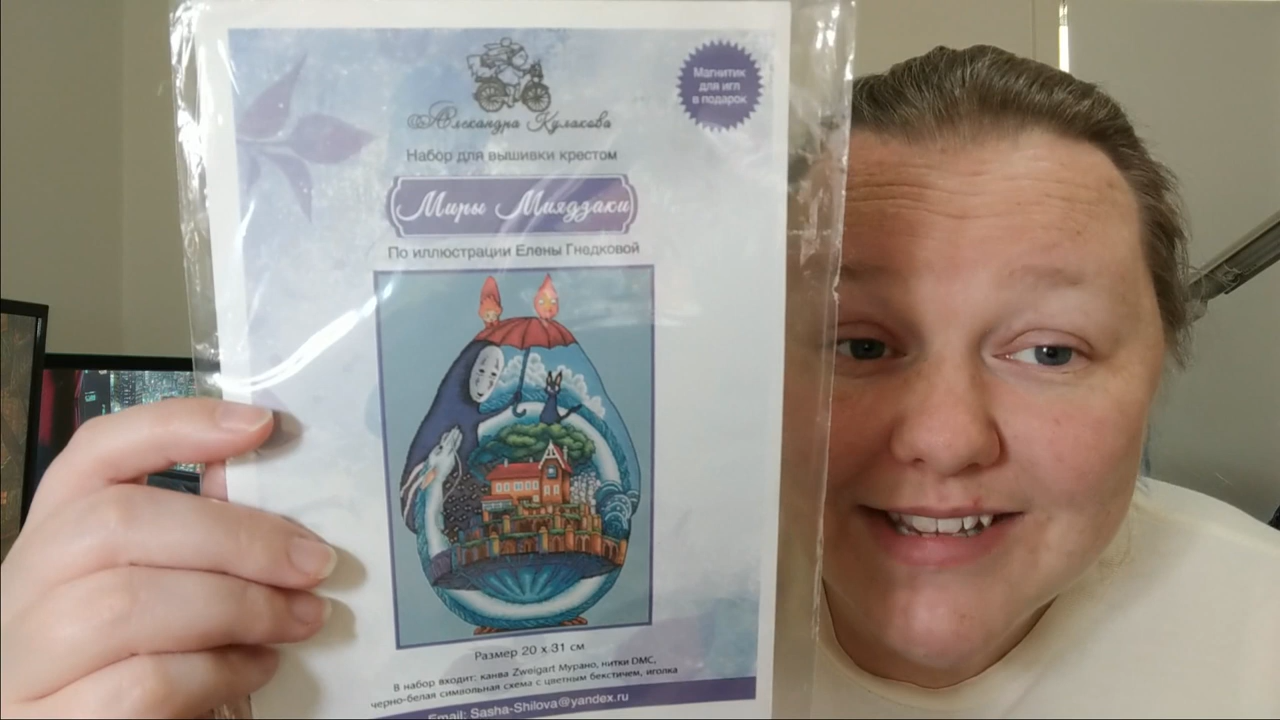 Александра Кулакова
Магнитик
для игл
в подарок
Набор для вышивки крестом
Миры Миядзаки
По иллюстрации Елены Гнедковой
Размер 20 x 31 см
В набор входит: канва Zweigart Мурано, нитки DMC,
черно-белая символьная схема с цветным бекстичем, иголка
Email: Sasha-Shilova@yandex.ru